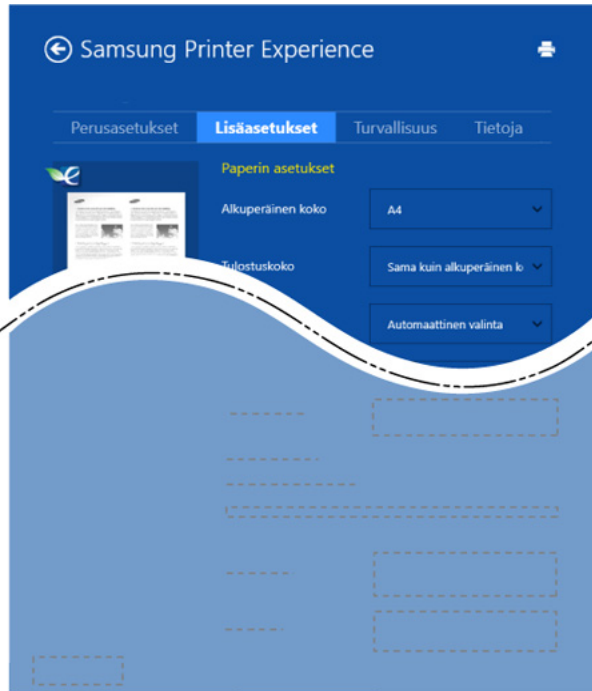 Samsung Printer Experience
Perusasetukset Lisäasetukset Turvallisuus Tietoja
Paperin asetukset
Alkuperäinen koko A4
Tulostuskoko Sama kuin alkuperäinen k
Automaattinen valinta